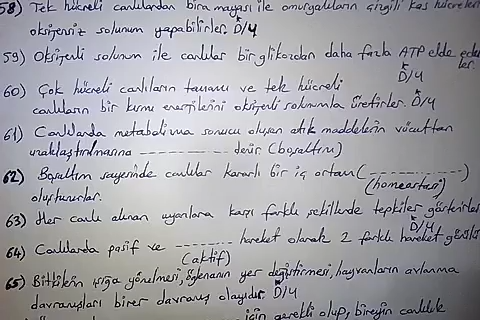 58) Tek hücreli canlılardan bira mayası ile omurgalıların çizgili kas hücreleri
oksijensiz solunum yapabilirler. D/Y
59) Oksijenli solunum ile canlılar bir glikozdan daha fazla ATP elde eder
ler. D/Y
60) Çok hücreli canlıların tamamı ve tek hücreli
canlıların bir kısmı enerjilerini oksijenli solunumla üretirler. D/Y
61) Canlılarda metabolizma sonucu oluşan atık maddelerin vücuttan
uzaklaştırılmasına ---------- denir (boşaltım)
62) Boşaltım sayesinde canlılar kararlı bir iç ortam (----------)
(homeostasi)
oluştururlar.
63) Her canlı alınan uyarılara karşı farklı şekillerde tepkiler gösterirler
D/Y
64) Canlılarda pasif ve -------- hareket olarak 2 farklı hareket görülür
(aktif)
65) Bitkilerin ışığa yönelmesi, öglenanın yer değiştirmesi, hayvanların avlanma
davranışları birer davranış olayıdır. D/Y
için gerekli olup, bireyin canlılık